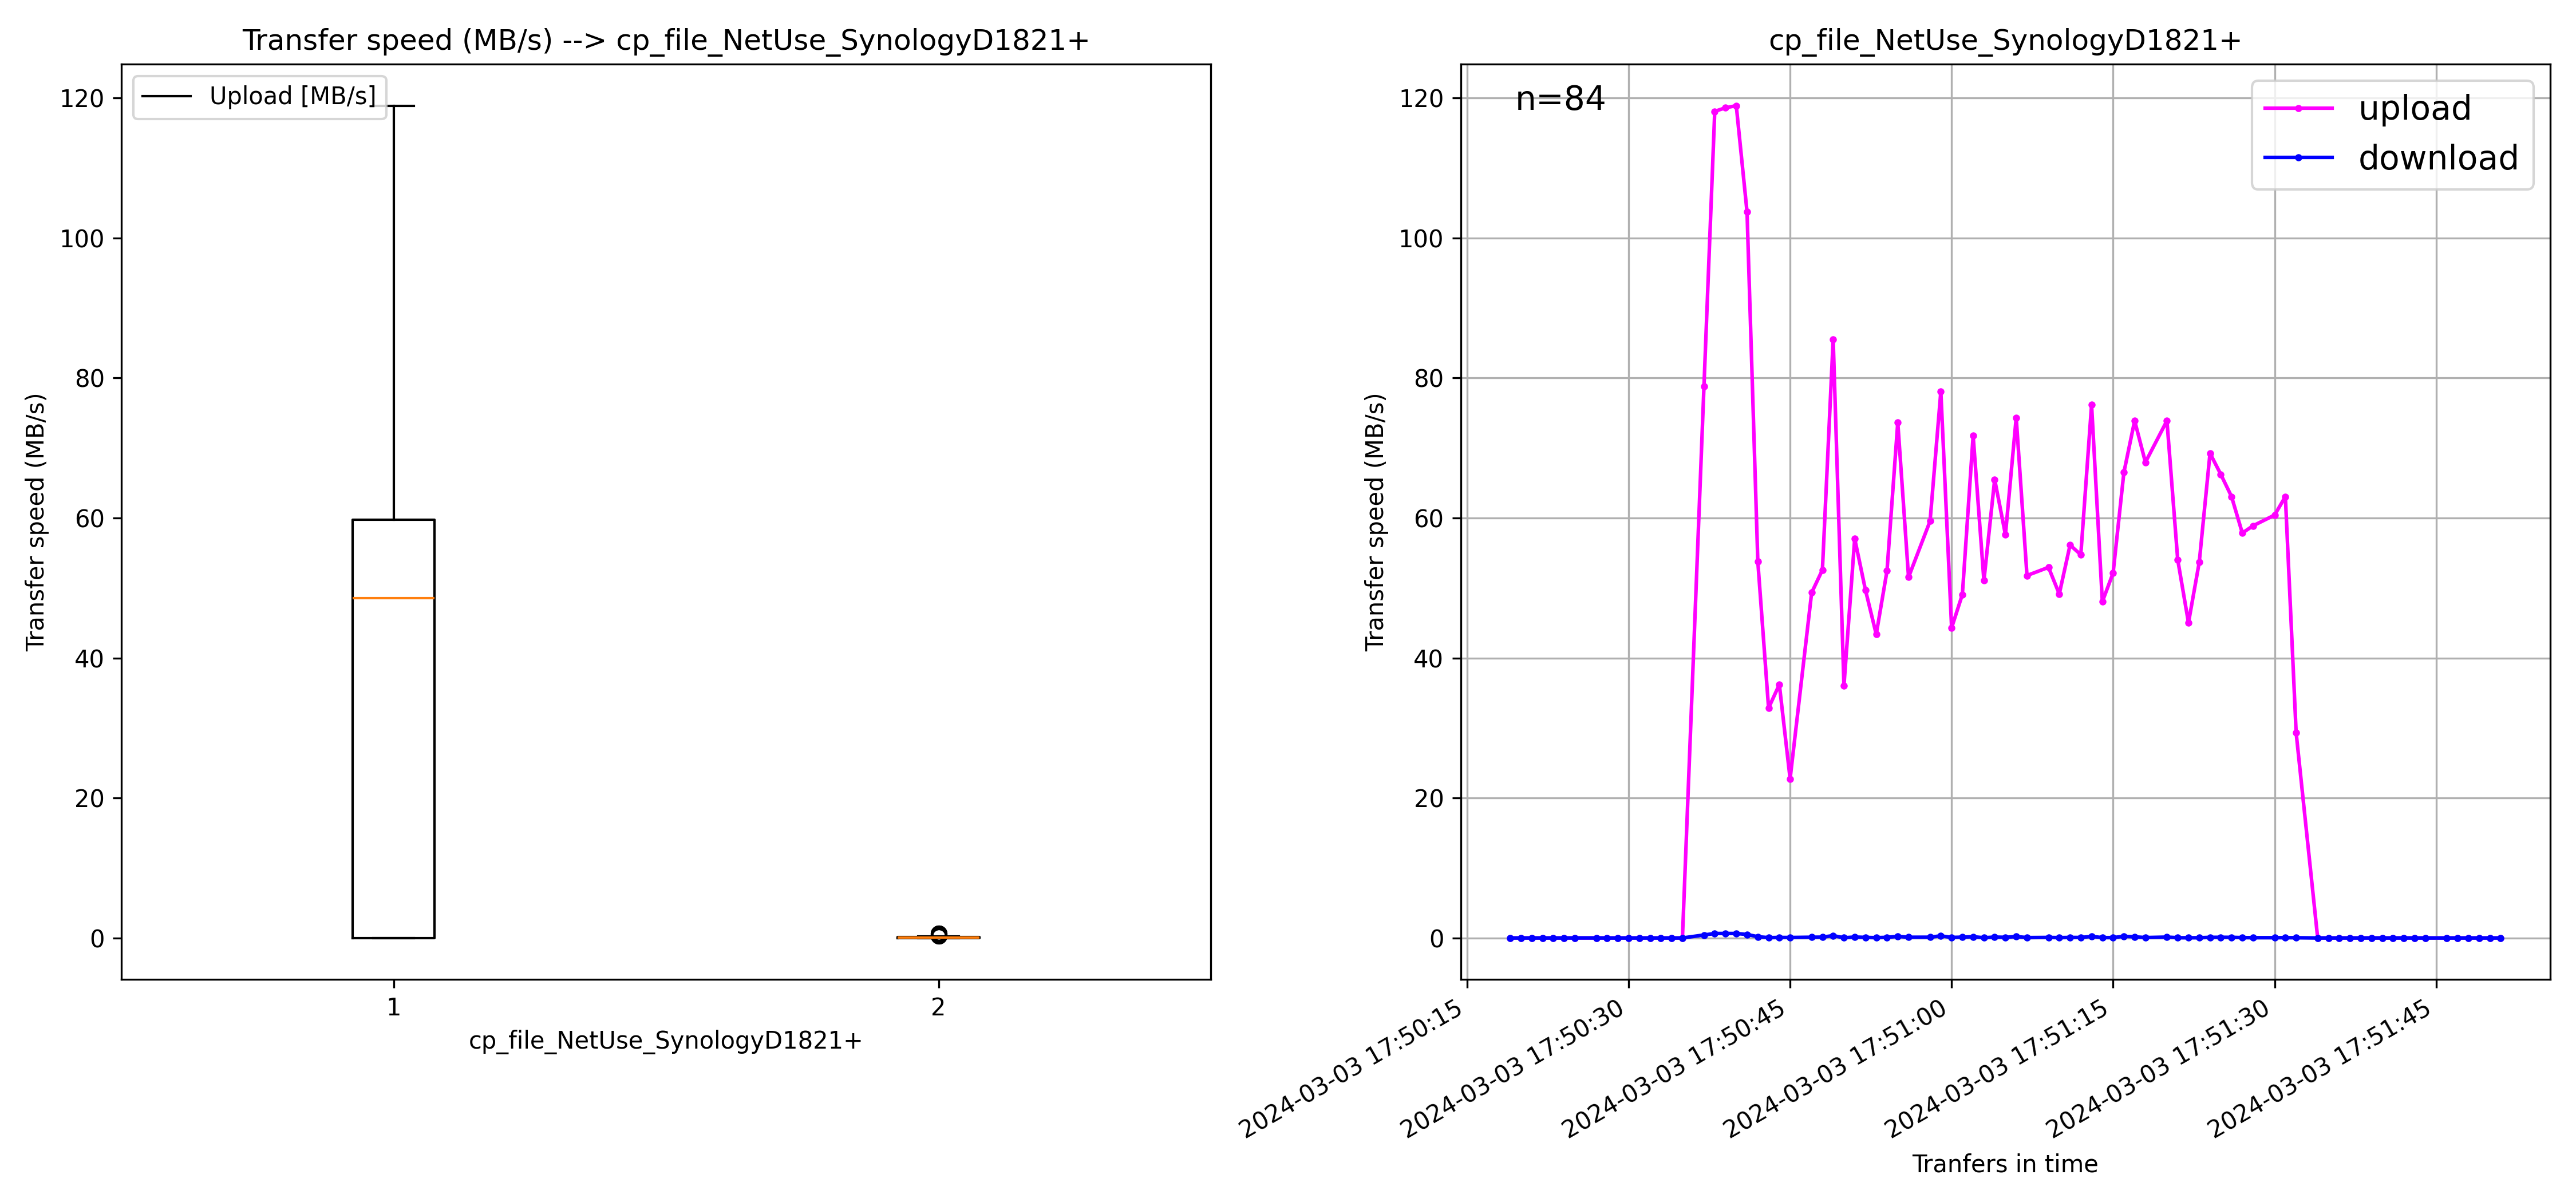 Transfer speed (MB/s) --> cp_file_NetUse_SynologyD1821+
Upload [MB/s]
Transfer speed (MB/s)
120
100
80
60
40
20
0
1
2
cp_file_NetUse_SynologyD1821+
cp_file_NetUse_SynologyD1821+
n=84
upload
download
Transfer speed (MB/s)
120
100
80
60
40
20
0
2024-03-03 17:50:15
2024-03-03 17:50:30
2024-03-03 17:50:45
2024-03-03 17:51:00
2024-03-03 17:51:15
2024-03-03 17:51:30
2024-03-03 17:51:45
Tranfers in time